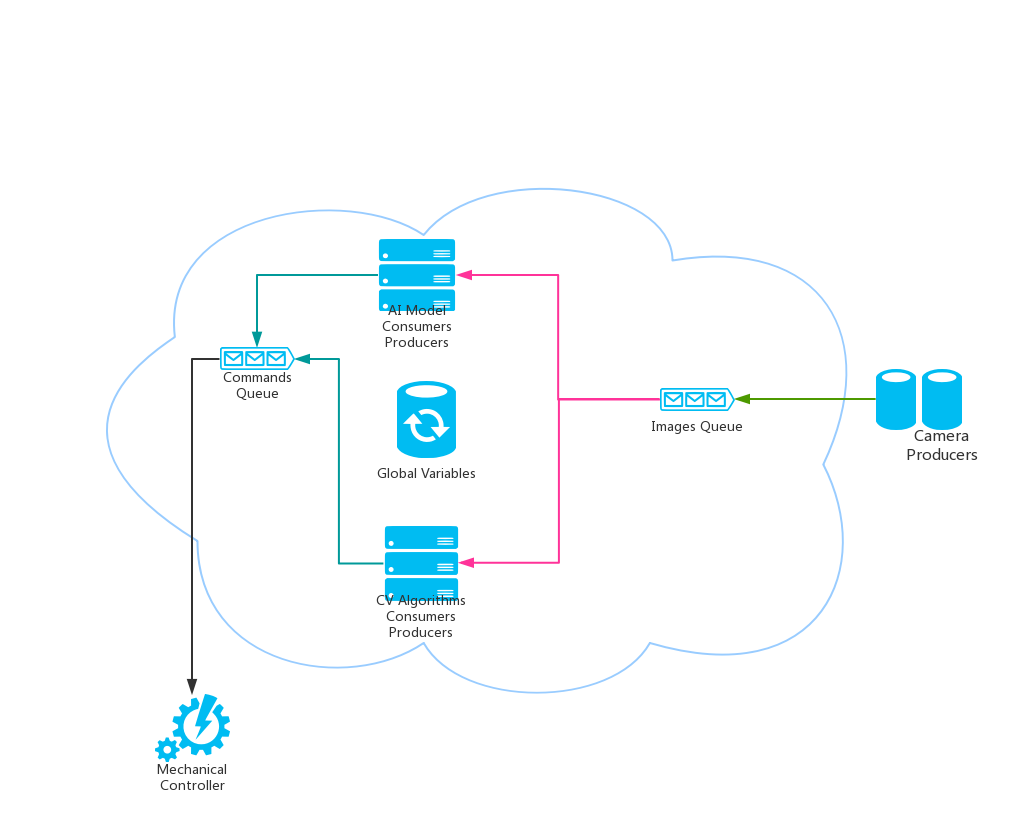 AI Model
Consumers
Producers
Commands
Queue
Images Queue
Camera
Producers
Global Variables
CV Algorithms
Consumers
Producers
Mechanical
Controller